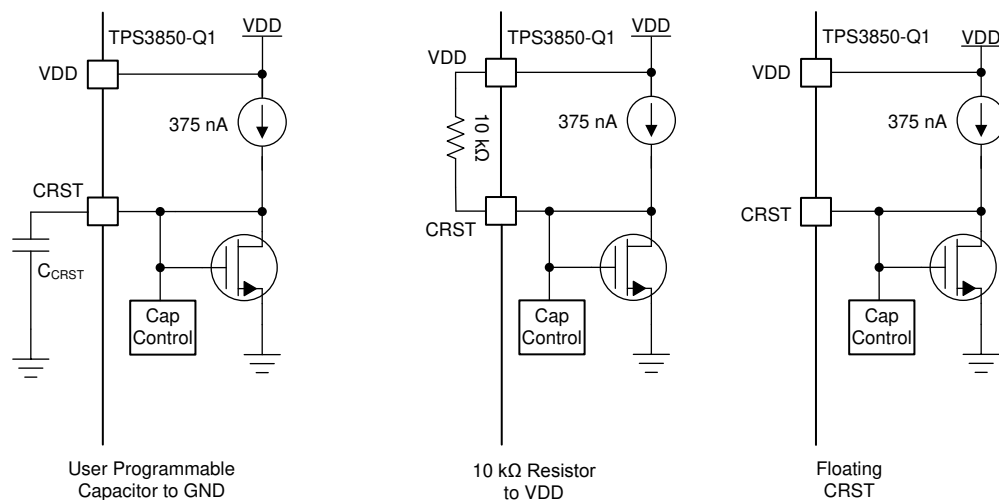 TPS3850-Q1
VDD
VDD
375 nA
CRST
CCRST
Cap
Control
User Programmable
Capacitor to GND
TPS3850-Q1
VDD
VDD
10 kΩ
375 nA
CRST
Cap
Control
10 kΩ Resistor
to VDD
TPS3850-Q1
VDD
VDD
375 nA
CRST
Cap
Control
Floating
CRST